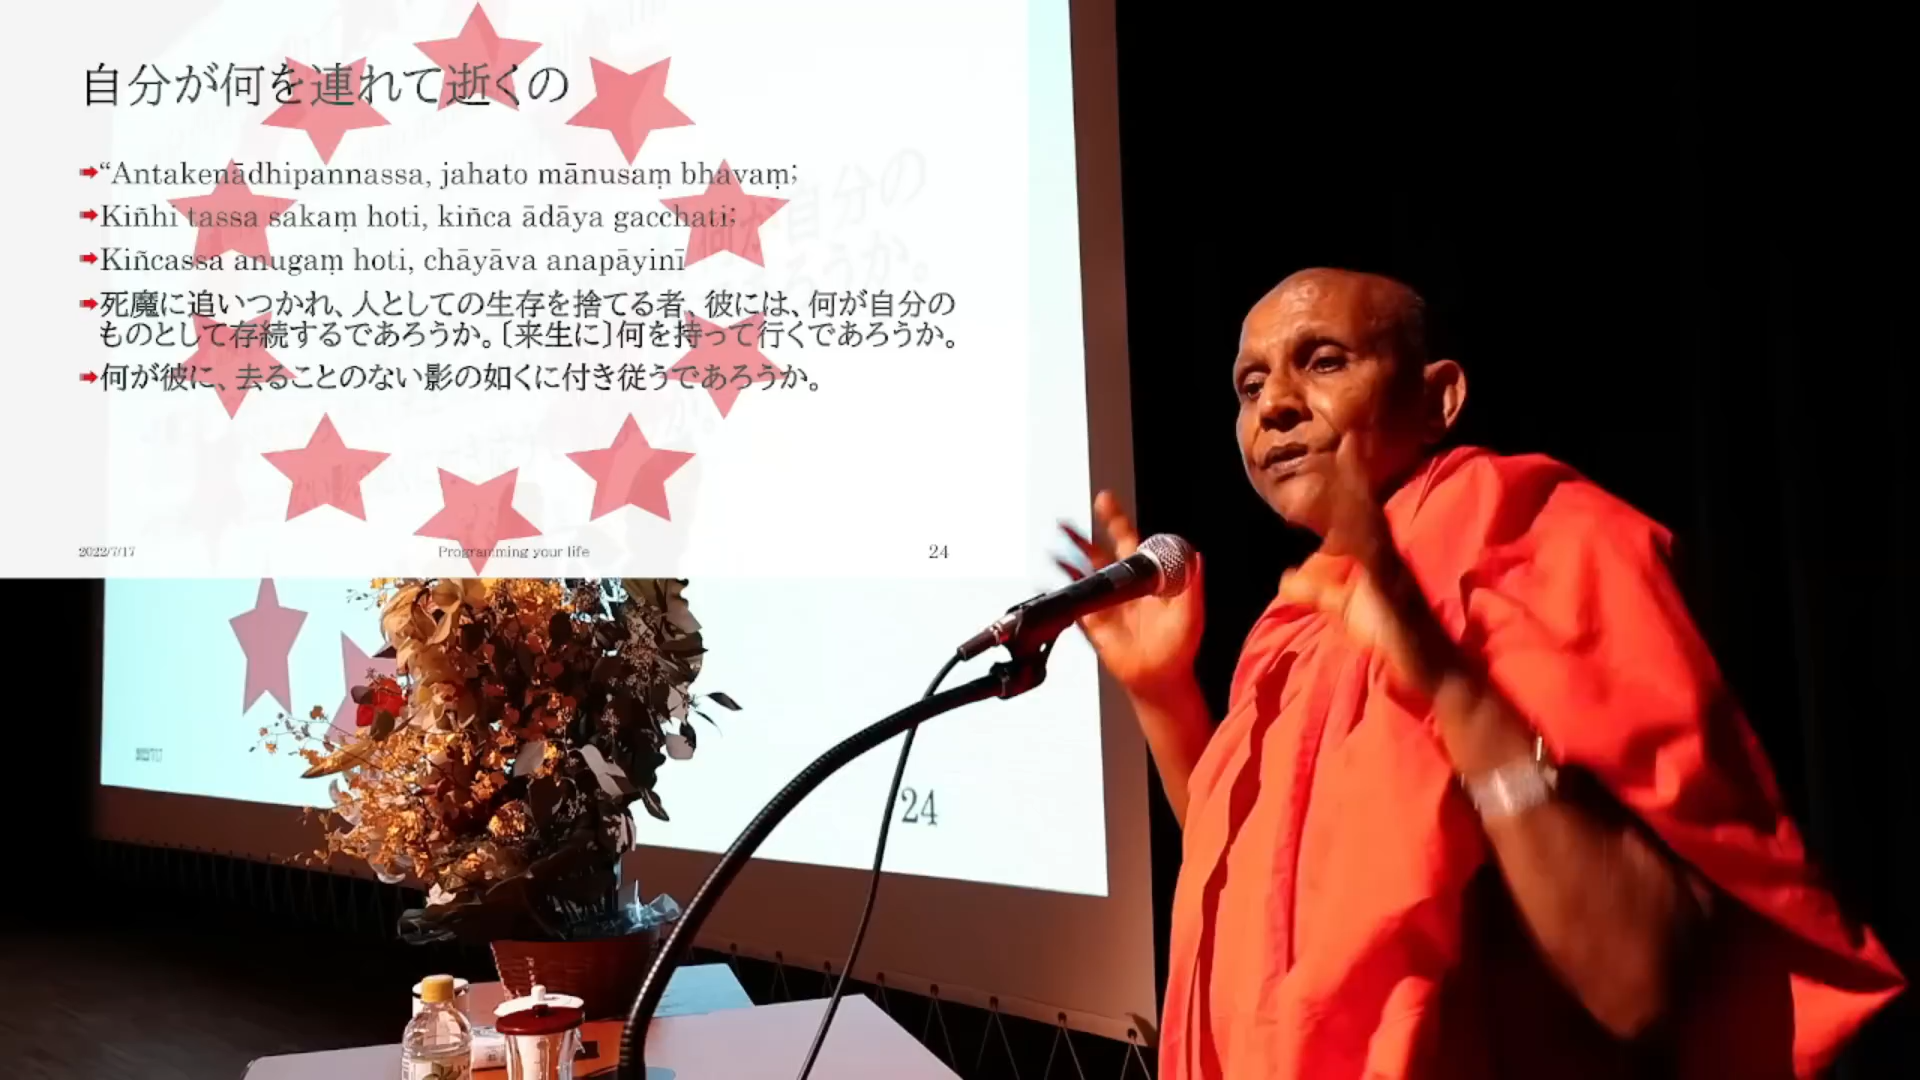 自分が何を連れて逝くの
“Antakenādhipannassa, jahato mānusaṃ bhavaṃ;
Kiñhi tassa sakaṃ hoti, kiñca ādāya gacchati;
Kiñcassa anugaṃ hoti, chāyāva anapāyinī
死魔に追いつかれ、人としての生存を捨てる者、彼には、何が自分の
ものとして存続するであろうか。〔来生に〕何を持って行くであろうか。
何が彼に、去ることのない影の如くに付き従うであろうか。
2022/7/17 Programming your life 24
24